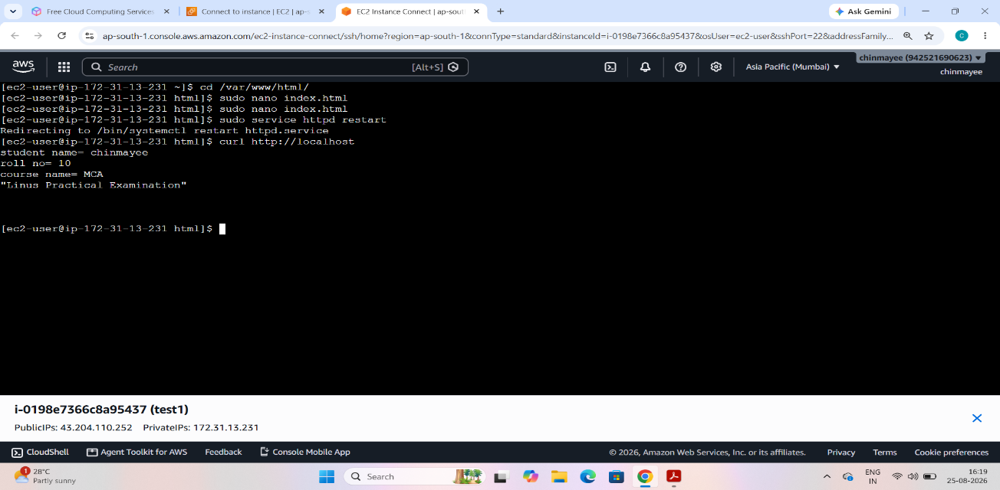 Free Cloud Computing Services
Connect to instance | EC2 | ap-s
EC2 Instance Connect | ap-sout
Ask Gemini
ap-south-1.console.aws.amazon.com/ec2-instance-connect/ssh/home?region=ap-south-1&connType=standard&instanceId=i-0198e7366c8a95437&osUser=ec2-user&sshPort=22&addressFamily...
C
aws
Search
[Alt+S]
Asia Pacific (Mumbai)
chinmayee (942521690623)
chinmayee
[ec2-user@ip-172-31-13-231 ~]$ cd /var/www/html/
[ec2-user@ip-172-31-13-231 html]$ sudo nano index.html
[ec2-user@ip-172-31-13-231 html]$ sudo nano index.html
[ec2-user@ip-172-31-13-231 html]$ sudo service httpd restart
Redirecting to /bin/systemctl restart httpd.service
[ec2-user@ip-172-31-13-231 html]$ curl http://localhost
student name= chinmayee
roll no= 10
course name= MCA
"Linus Practical Examination"
[ec2-user@ip-172-31-13-231 html]$
i-0198e7366c8a95437 (test1)
PublicIPs: 43.204.110.252 PrivateIPs: 172.31.13.231
CloudShell Agent Toolkit for AWS Feedback Console Mobile App © 2026, Amazon Web Services, Inc. or its affiliates. Privacy Terms Cookie preferences
1
28°C
Partly sunny
Search
ENG
IN
16:19
25-08-2026